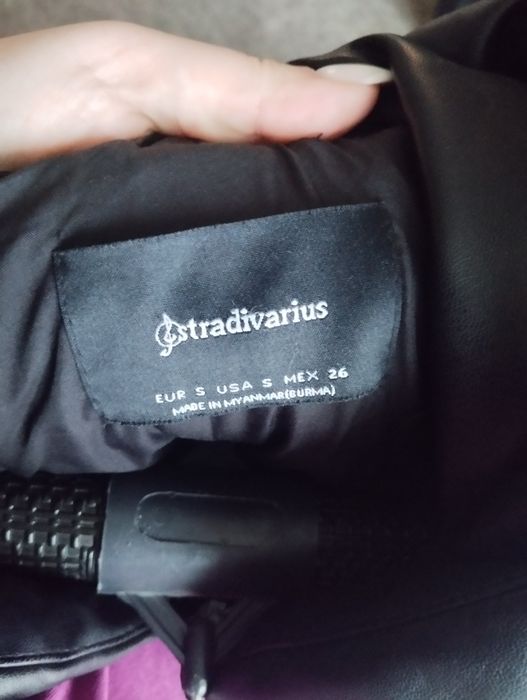 stradivarius
EUR S USA S MEX 26
MADE IN MYANMAR(BURMA)